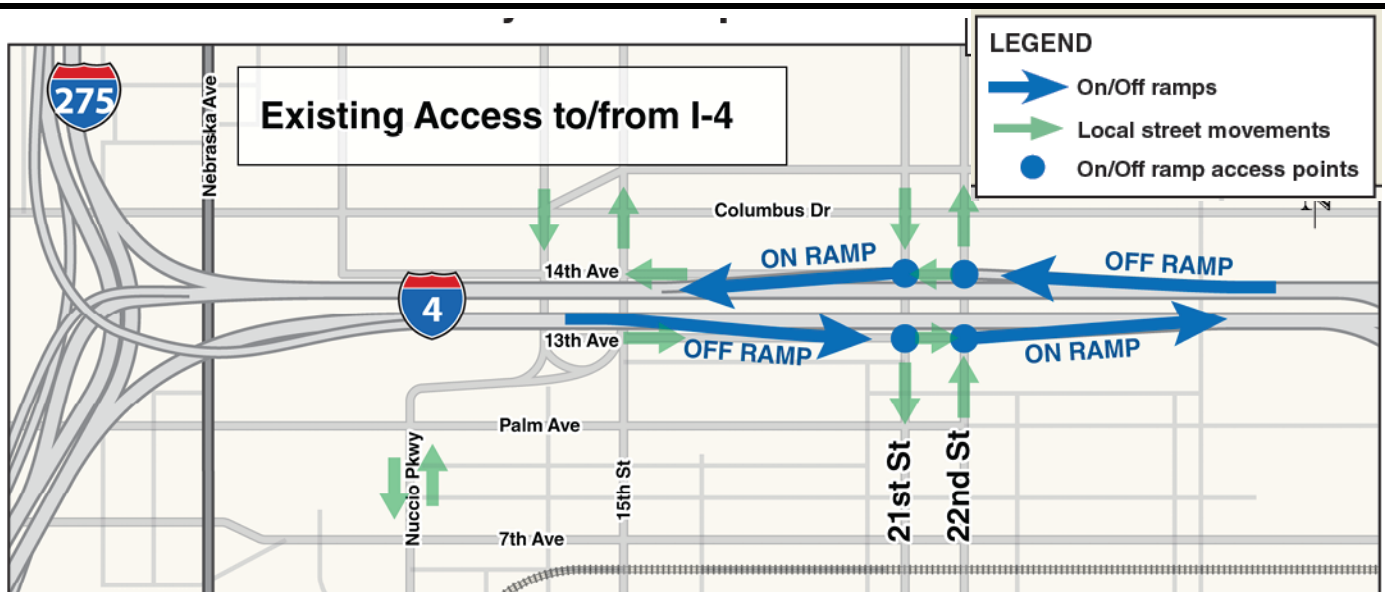 LEGEND
On/Off ramps
Local street movements
On/Off ramp access points
275
Nebraska Ave
Existing Access to/from I-4
Columbus Dr
14th Ave
ON RAMP
OFF RAMP
4
13th Ave
OFF RAMP
ON RAMP
Palm Ave
Nuccio Pkwy
15th St
21st St
22nd St
7th Ave